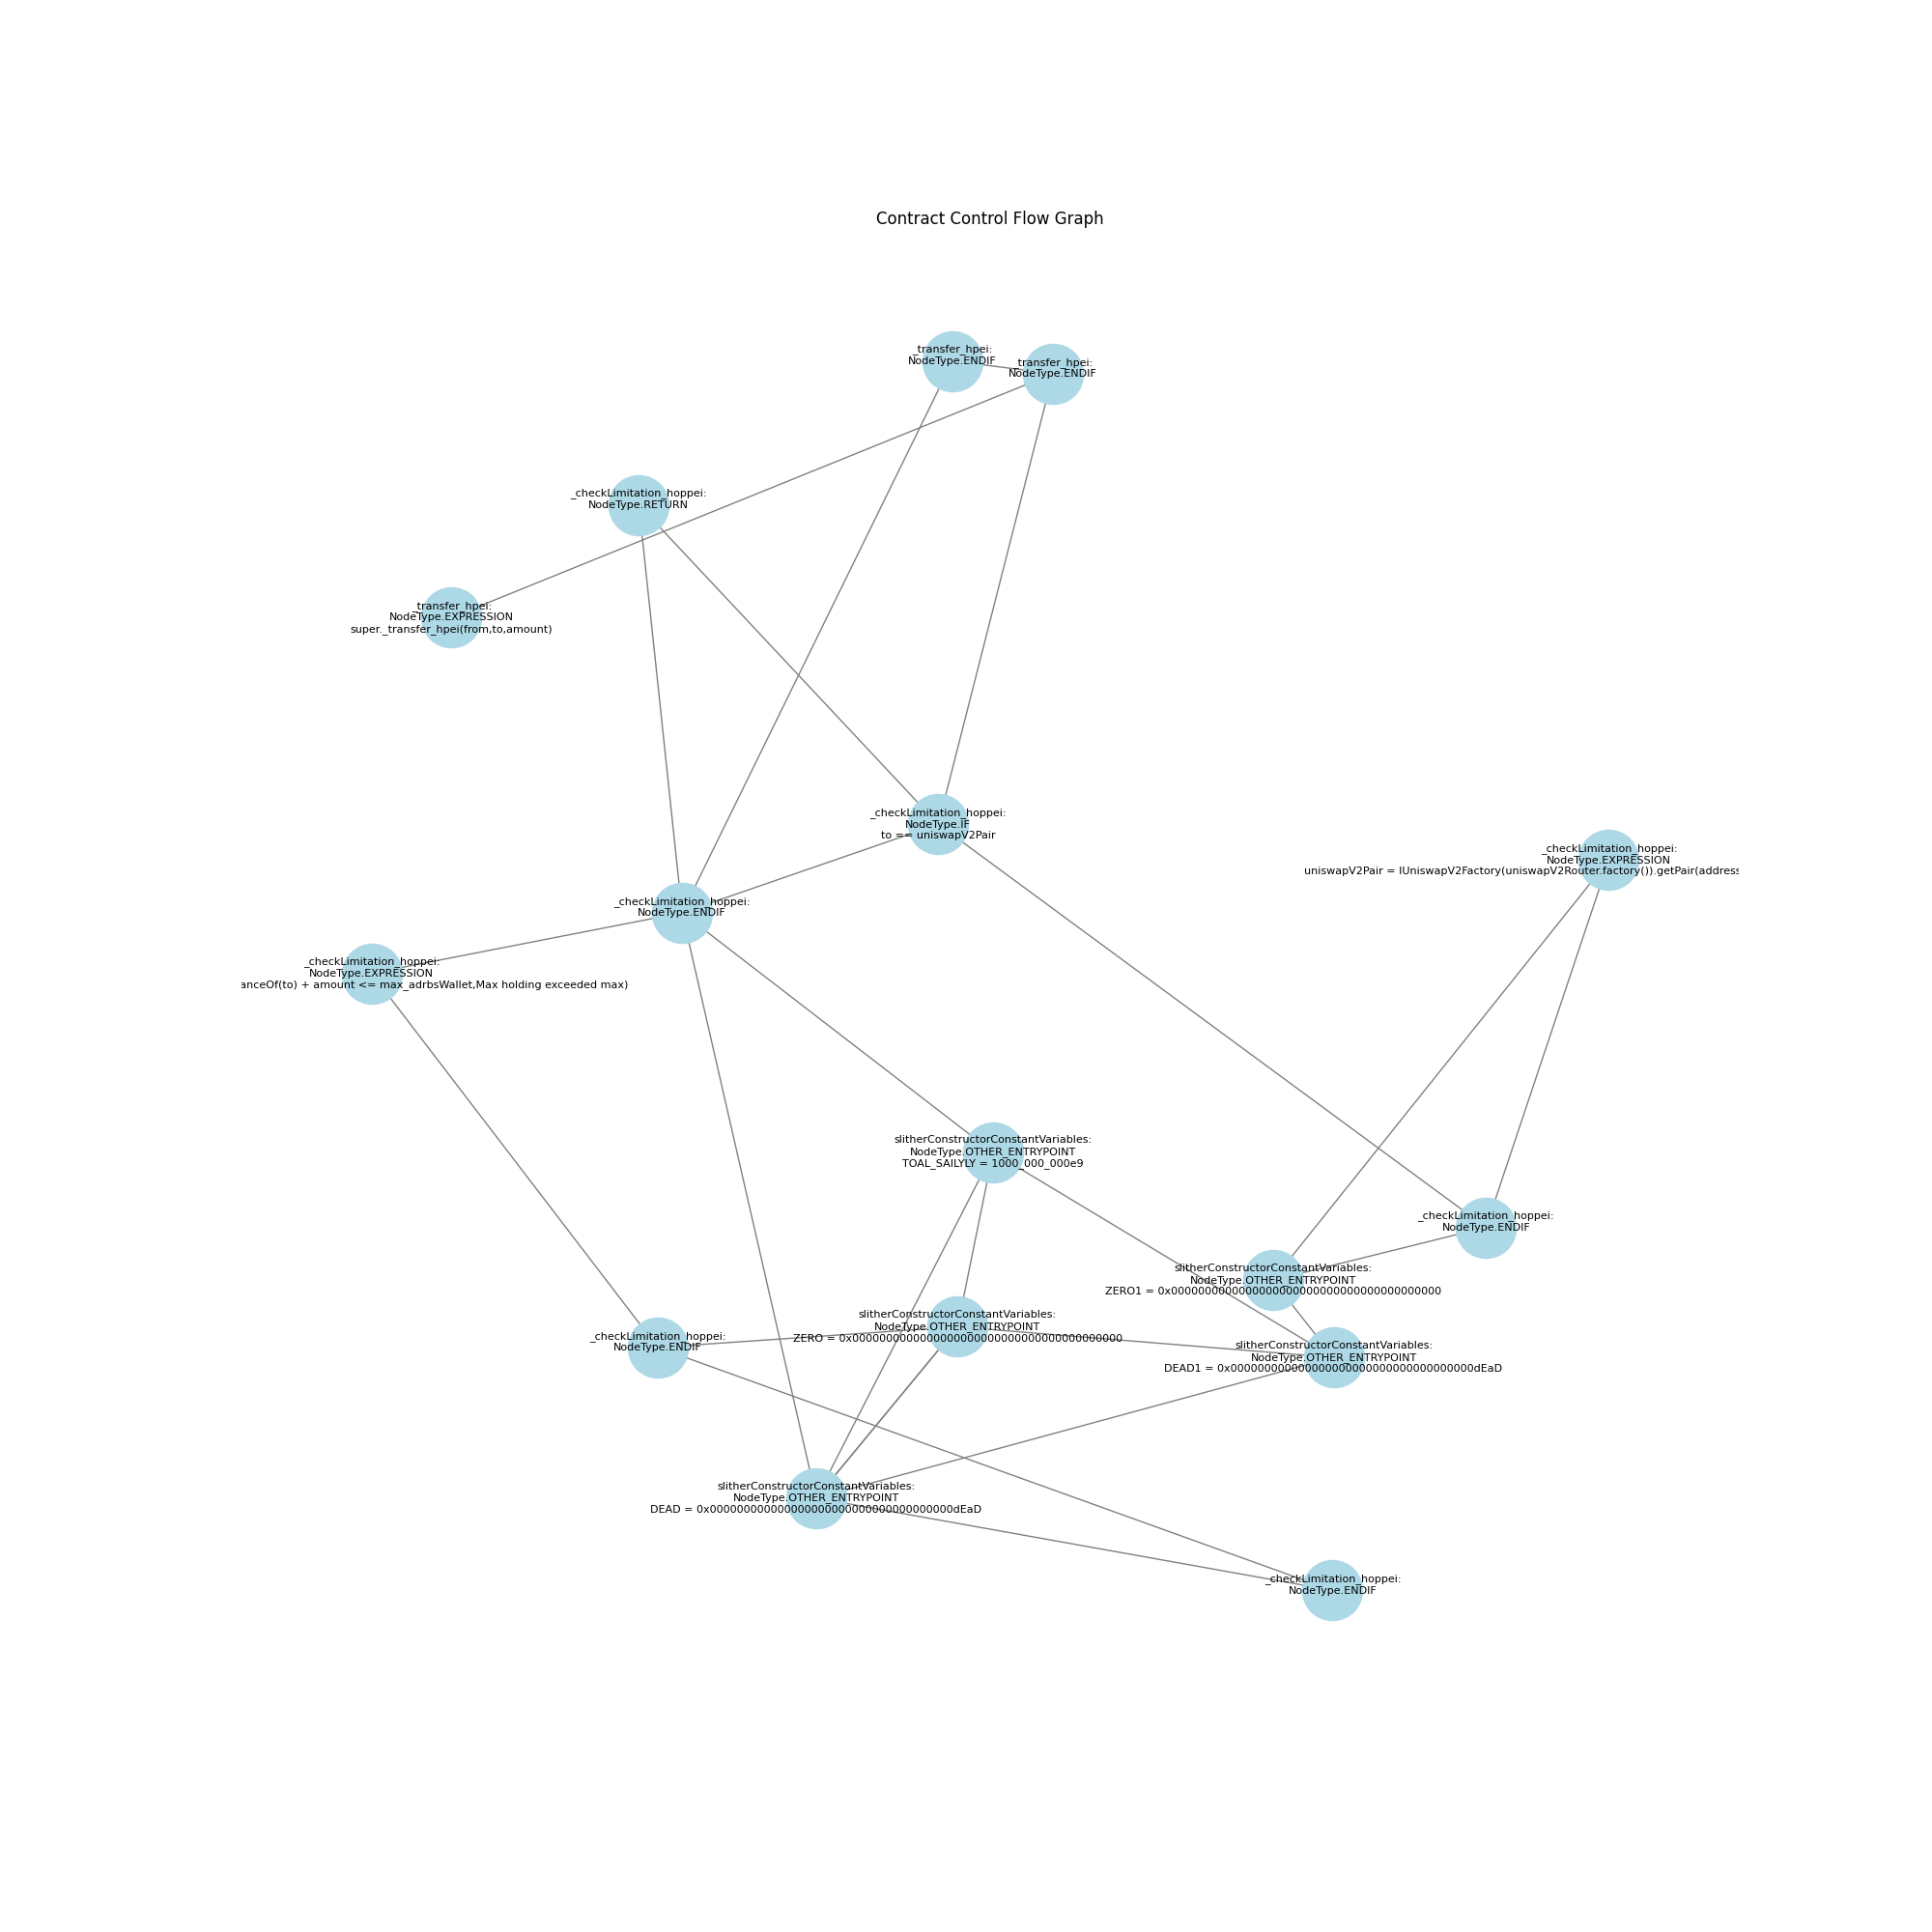 Contract Control Flow Graph
_transfer_hpei:
NodeType.ENDIF
_transfer_hpei:
NodeType.ENDIF
_checkLimitation_hoppei:
NodeType.RETURN
_transfer_hpei:
NodeType.EXPRESSION
super._transfer_hpei(from,to,amount)
_checkLimitation_hoppei:
NodeType.IF
to == uniswapV2Pair
_checkLimitation_hoppei:
NodeType.EXPRESSION
uniswapV2Pair = IUniswapV2Factory(uniswapV2Router.factory()).getPair(address
_checkLimitation_hoppei:
NodeType.ENDIF
_checkLimitation_hoppei:
NodeType.EXPRESSION
anceOf(to) + amount <= max_adrbsWallet,Max holding exceeded max)
slitherConstructorConstantVariables:
NodeType.OTHER_ENTRYPOINT
TOAL_SAILYLY = 1000_000_000e9
_checkLimitation_hoppei:
NodeType.ENDIF
slitherConstructorConstantVariables:
NodeType.OTHER_ENTRYPOINT
ZERO1 = 0x0000000000000000000000000000000000000000
slitherConstructorConstantVariables:
NodeType.OTHER_ENTRYPOINT
ZERO = 0x0000000000000000000000000000000000000000
_checkLimitation_hoppei:
NodeType.ENDIF
slitherConstructorConstantVariables:
NodeType.OTHER_ENTRYPOINT
DEAD1 = 0x000000000000000000000000000000000000dEaD
slitherConstructorConstantVariables:
NodeType.OTHER_ENTRYPOINT
DEAD = 0x000000000000000000000000000000000000dEaD
_checkLimitation_hoppei:
NodeType.ENDIF